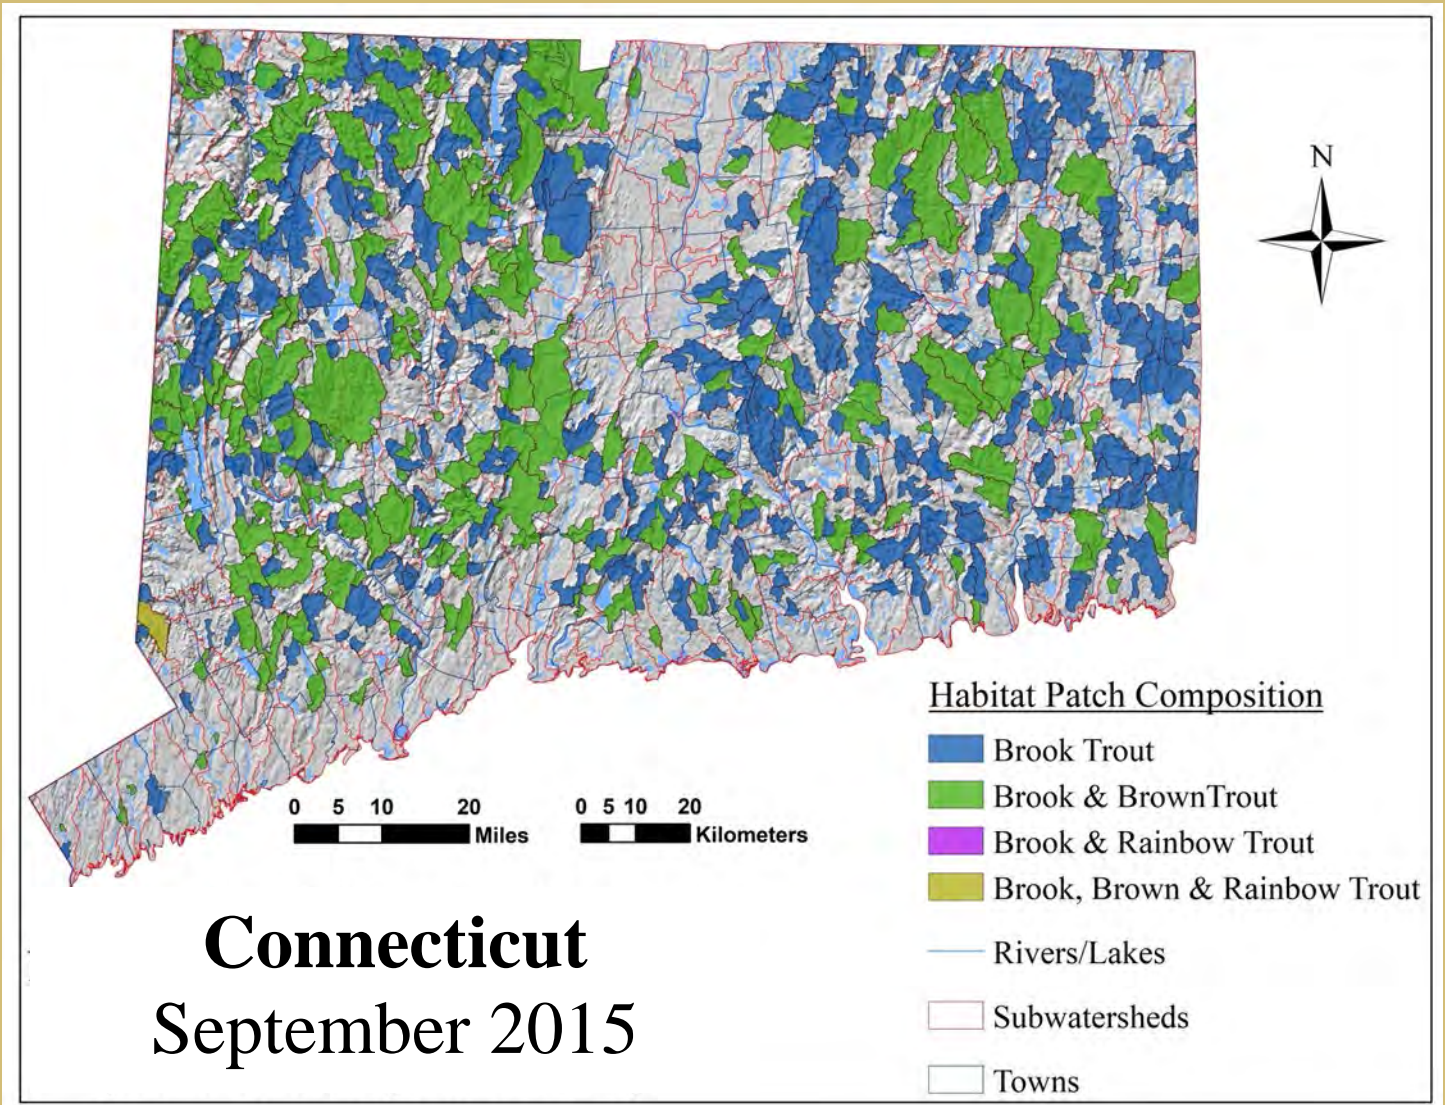 N
Habitat Patch Composition
Brook Trout
Brook & BrownTrout
Brook & Rainbow Trout
Brook, Brown & Rainbow Trout
Rivers/Lakes
Subwatersheds
Towns
0 5 10 20 Miles
0 5 10 20 Kilometers
Connecticut
September 2015